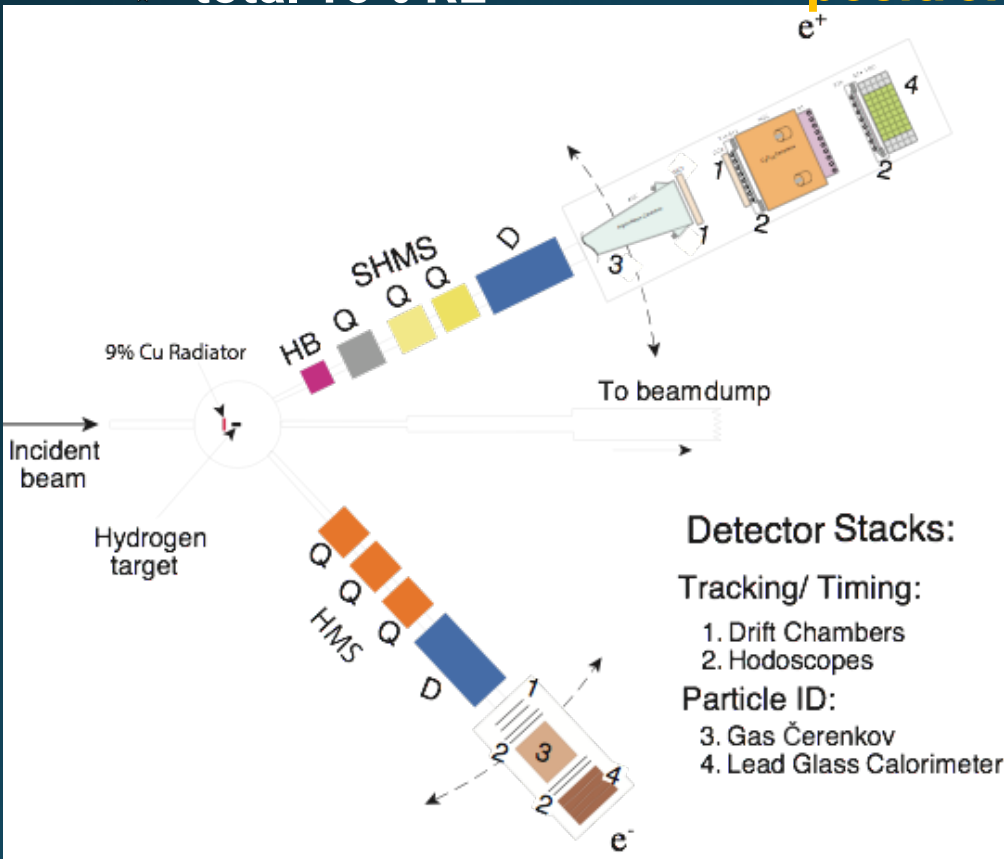 e+
4
1
2
2
1
3
D
SHMS
Q
Q
Q
HB
9% Cu Radiator
To beamdump
Incident
beam
Hydrogen
target
Q
Q
Q
HMS
D
1
2
3
4
2
e-
Detector Stacks:
Tracking/ Timing:
1. Drift Chambers
2. Hodoscopes
Particle ID:
3. Gas Čerenkov
4. Lead Glass Calorimeter